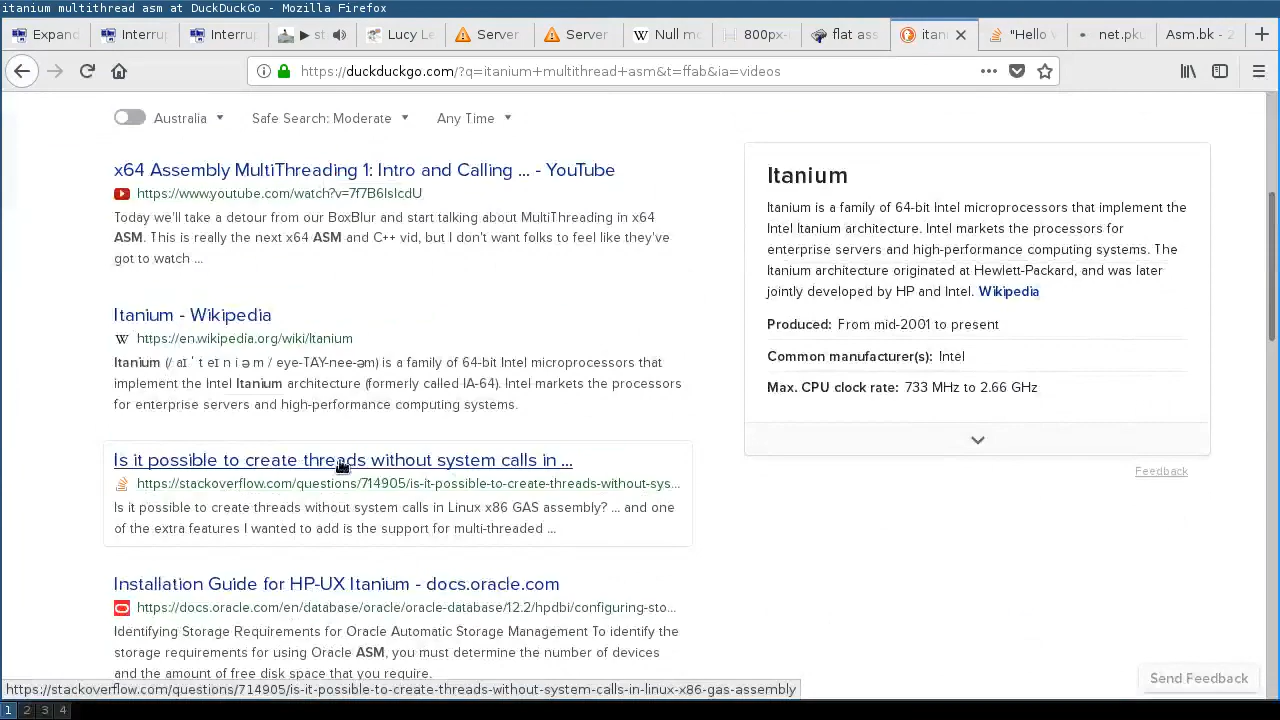 itanium multithread asm at DuckDuckGo - Mozilla Firefox
Expand
Interru
Interru
st
Lucy Le
Server
Server
Null mo
800px-
flat ass
itani
"Hello
net.pku
Asm.bk - 2
https://duckduckgo.com/?q=itanium+multithread+asm&t=ffab&ia=videos
Australia
Safe Search: Moderate
Any Time
x64 Assembly MultiThreading 1: Intro and Calling ... - YouTube
https://www.youtube.com/watch?v=7f7B6IsIcdU
Today we'll take a detour from our BoxBlur and start talking about MultiThreading in x64
ASM. This is really the next x64 ASM and C++ vid, but I don't want folks to feel like they've
got to watch ...
Itanium - Wikipedia
https://en.wikipedia.org/wiki/Itanium
Itanium (/ aɪ ˈ t eɪ n i ə m / eye-TAY-nee-əm) is a family of 64-bit Intel microprocessors that
implement the Intel Itanium architecture (formerly called IA-64). Intel markets the processors
for enterprise servers and high-performance computing systems.
Is it possible to create threads without system calls in ...
https://stackoverflow.com/questions/714905/is-it-possible-to-create-threads-without-sys...
Is it possible to create threads without system calls in Linux x86 GAS assembly? ... and one
of the extra features I wanted to add is the support for multi-threaded ...
Installation Guide for HP-UX Itanium - docs.oracle.com
https://docs.oracle.com/en/database/oracle/oracle-database/12.2/hpdbi/configuring-sto...
Identifying Storage Requirements for Oracle Automatic Storage Management To identify the
storage requirements for using Oracle ASM, you must determine the number of devices
and the amount of free disk space that you require.
Itanium
Itanium is a family of 64-bit Intel microprocessors that implement the
Intel Itanium architecture. Intel markets the processors for
enterprise servers and high-performance computing systems. The
Itanium architecture originated at Hewlett-Packard, and was later
jointly developed by HP and Intel. Wikipedia
Produced: From mid-2001 to present
Common manufacturer(s): Intel
Max. CPU clock rate: 733 MHz to 2.66 GHz
Feedback
Send Feedback
https://stackoverflow.com/questions/714905/is-it-possible-to-create-threads-without-system-calls-in-linux-x86-gas-assembly
1 2 3 4